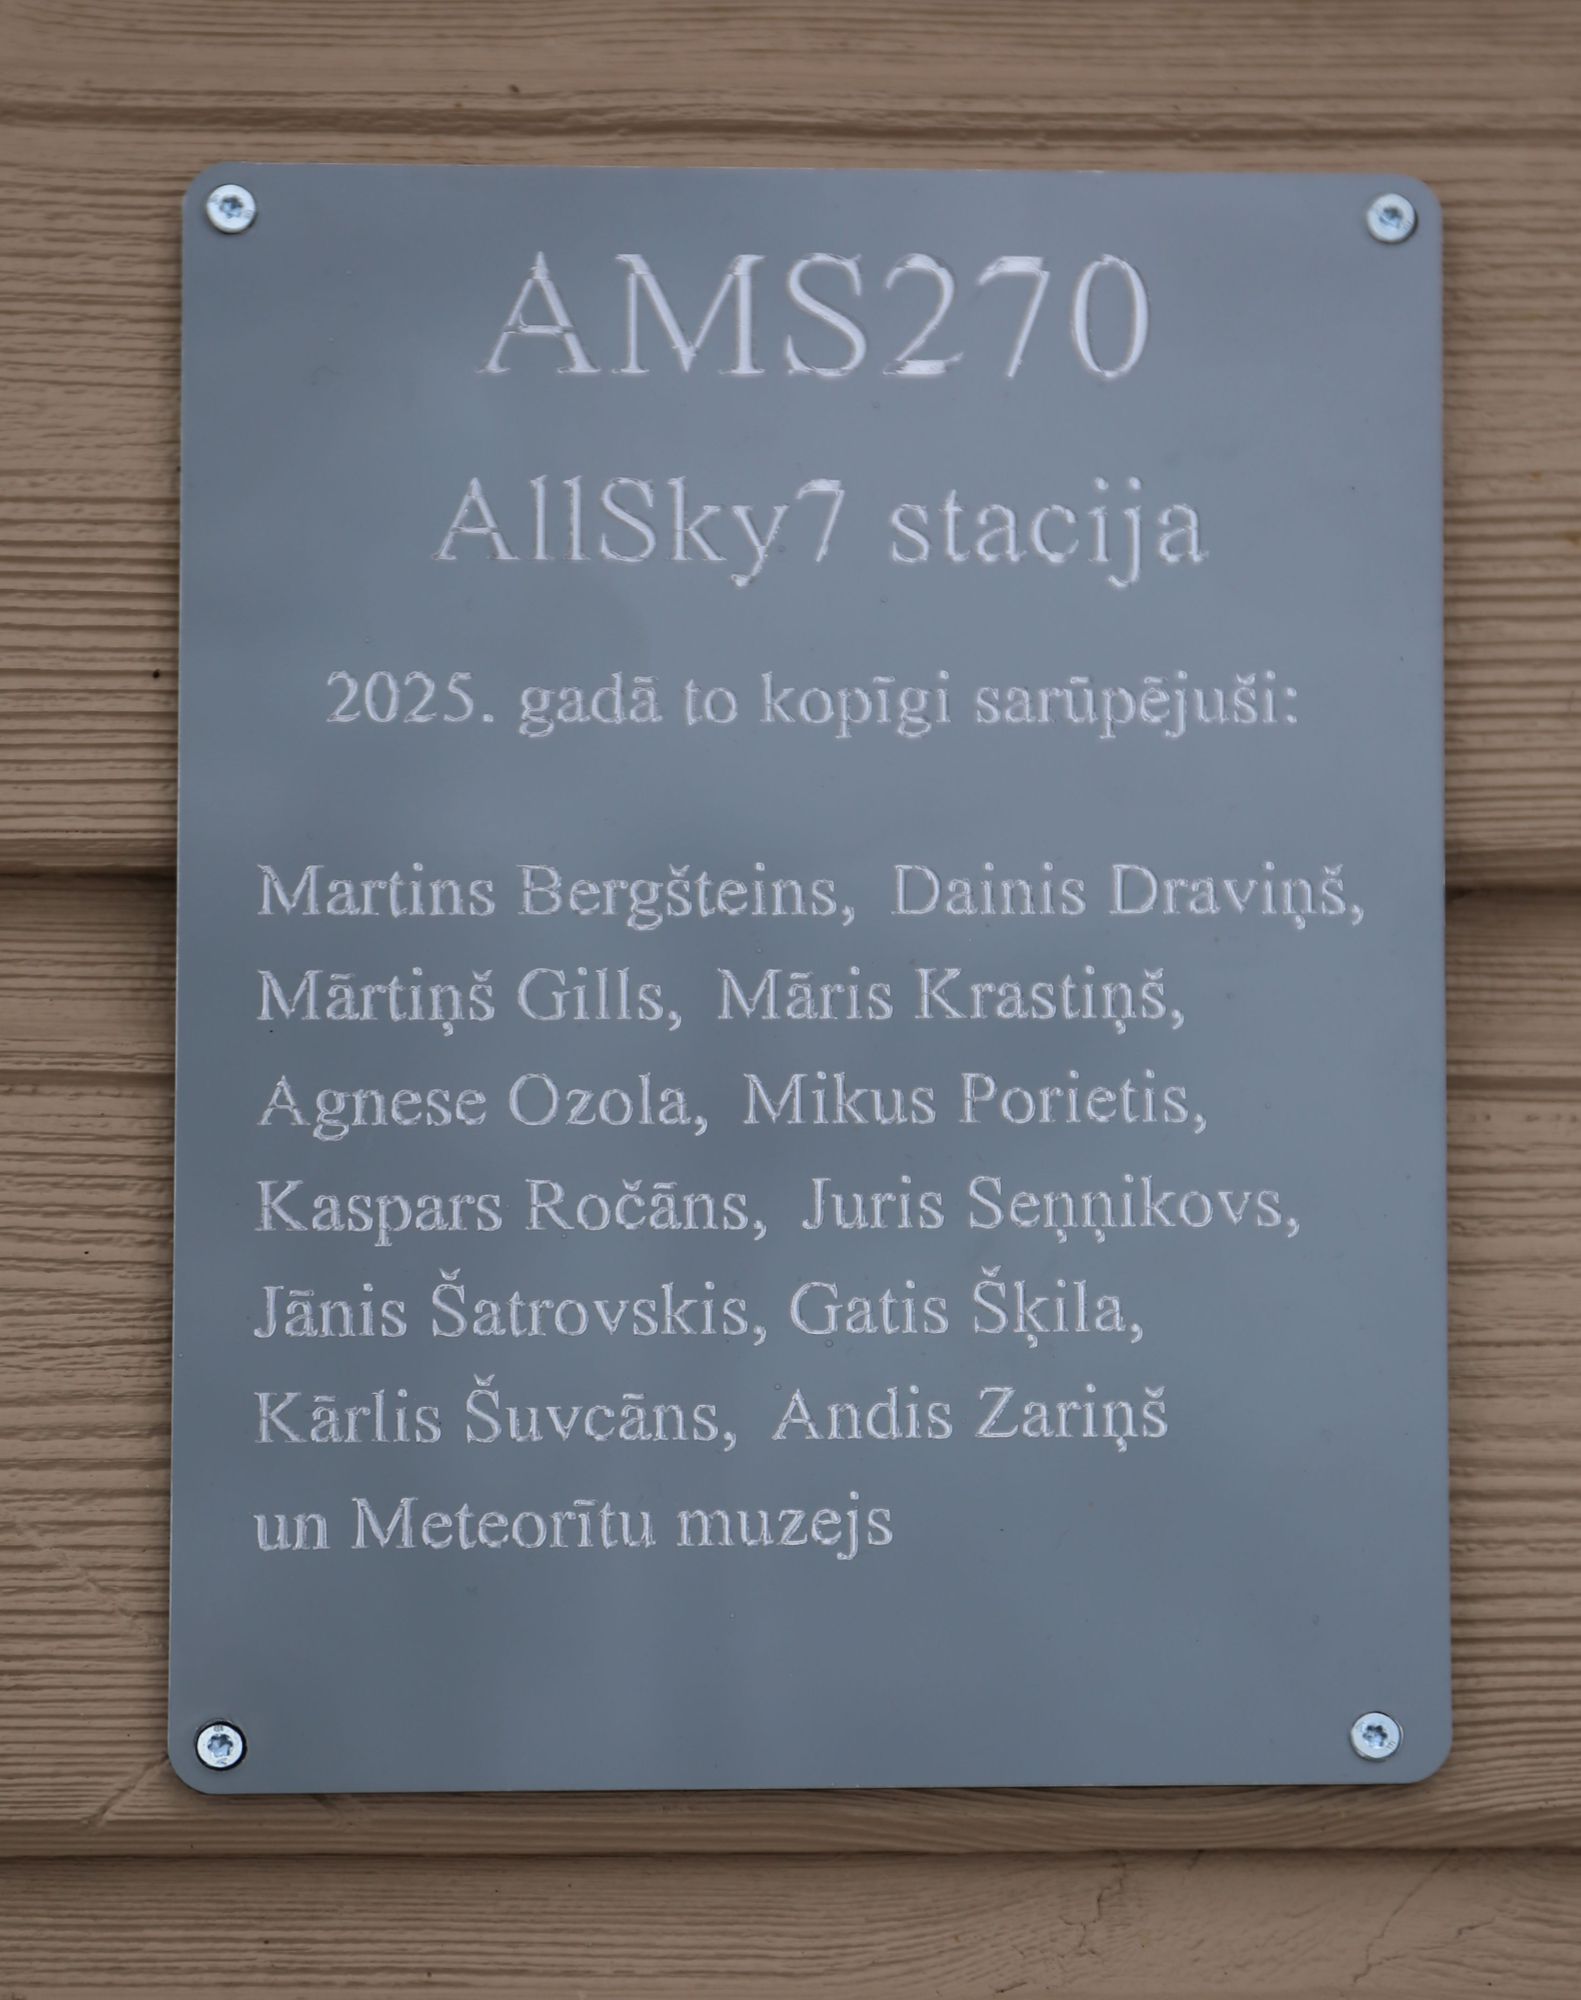 AMS270
AllSky7 stacija
2025. gadā to kopīgi sarūpējuši:
Martins Bergšteins, Dainis Draviņš,
Mārtiņš Gills, Māris Krastiņš,
Agnese Ozola, Mikus Porietis,
Kaspars Ročāns, Juris Seņņikovs,
Jānis Šatrovskis, Gatis Šķila,
Kārlis Šuvcāns, Andis Zariņš
un Meteorītu muzejs